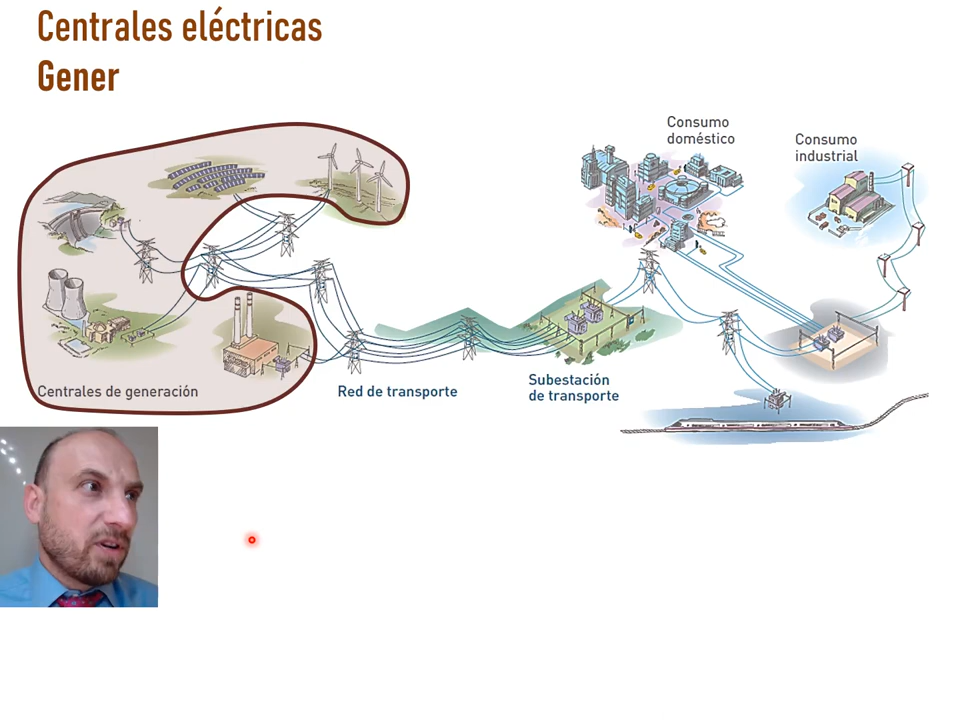 Centrales eléctricas
Gener
Consumo
doméstico
Consumo
industrial
Centrales de generación
Red de transporte
Subestación
de transporte